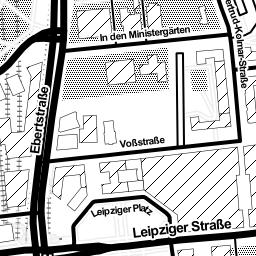 In den Ministergärten
Gertrud-Kolmar-Straße
Ebertstraße
Voßstraße
Leipziger Platz
Leipziger Straße